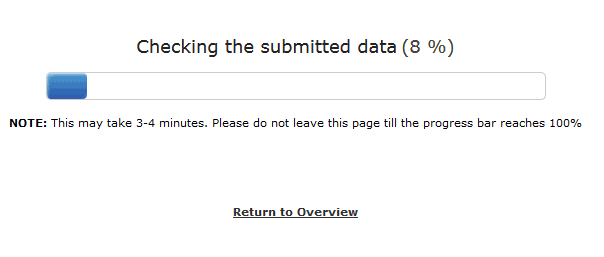 Checking the submitted data (8 %)
NOTE: This may take 3-4 minutes. Please do not leave this page till the progress bar reaches 100%
Return to Overview